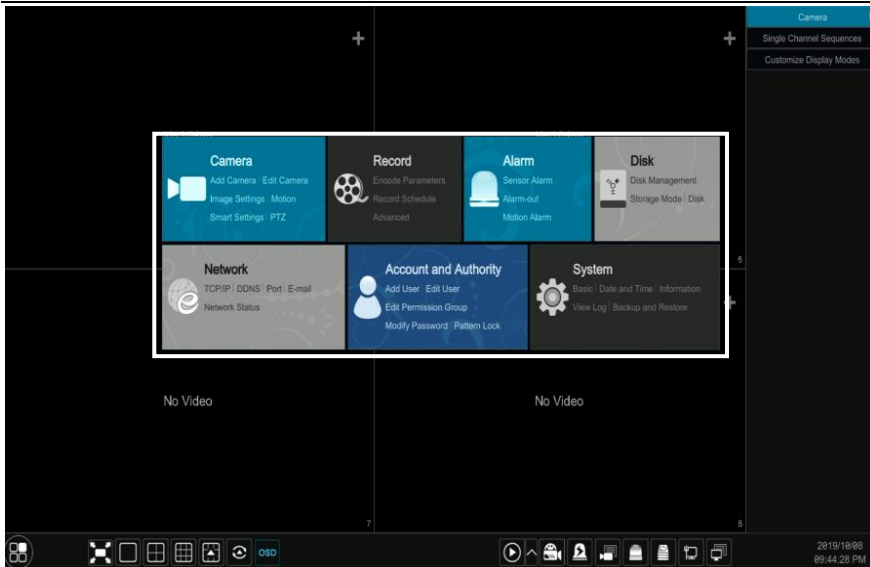 Camera
Single Channel Sequences
Customize Display Modes
Camera
Add Camera Edit Camera
Image Settings Motion
Smart Settings PTZ
Record
Encode Parameters
Record Schedule
Advanced
Alarm
Sensor Alarm
Alarm-out
Motion Alarm
Disk
Disk Management
Storage Mode Disk
Network
TCP/IP DDNS Port E-mail
Network Status
Account and Authority
Add User Edit User
Edit Permission Group
Modify Password Pattern Lock
System
Basic Date and Time Information
View Log Backup and Restore
6
No Video
No Video
7
8
OSD
2019/10/08
09:44:28 PM